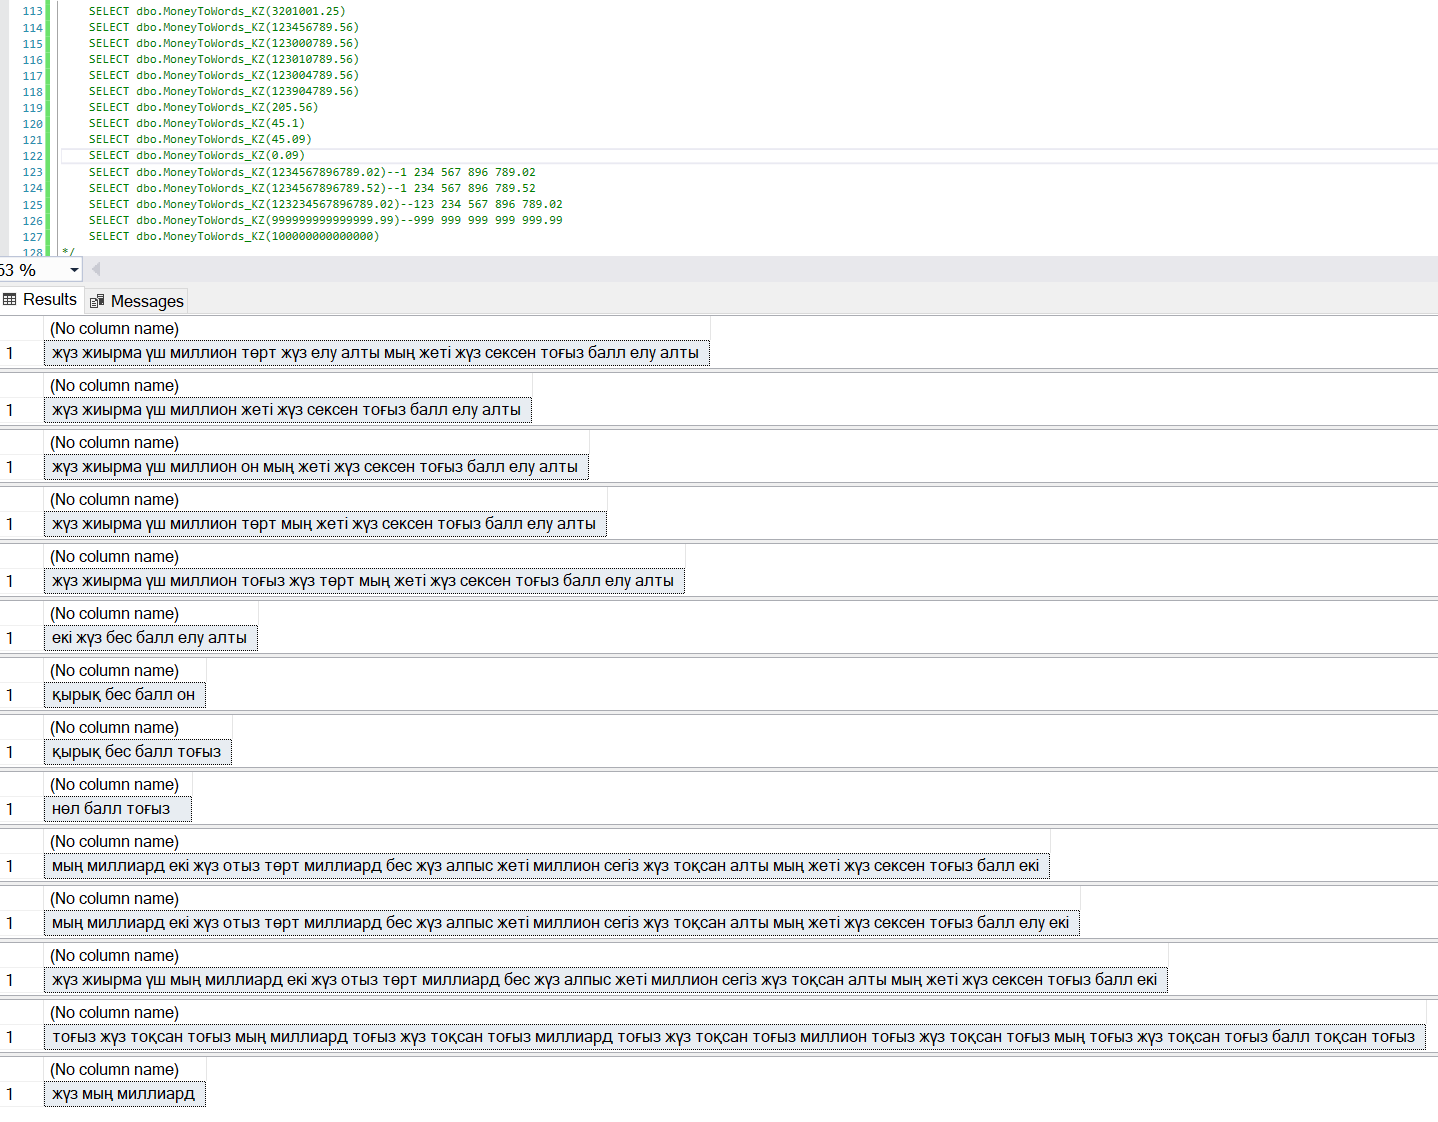 113 SELECT dbo.MoneyToWords_KZ(3201001.25)
114 SELECT dbo.MoneyToWords_KZ(123456789.56)
115 SELECT dbo.MoneyToWords_KZ(123000789.56)
116 SELECT dbo.MoneyToWords_KZ(123010789.56)
117 SELECT dbo.MoneyToWords_KZ(123004789.56)
118 SELECT dbo.MoneyToWords_KZ(123904789.56)
119 SELECT dbo.MoneyToWords_KZ(205.56)
120 SELECT dbo.MoneyToWords_KZ(45.1)
121 SELECT dbo.MoneyToWords_KZ(45.09)
122 SELECT dbo.MoneyToWords_KZ(0.09)
123 SELECT dbo.MoneyToWords_KZ(1234567896789.02)--1 234 567 896 789.02
124 SELECT dbo.MoneyToWords_KZ(1234567896789.52)--1 234 567 896 789.52
125 SELECT dbo.MoneyToWords_KZ(123234567896789.02)--123 234 567 896 789.02
126 SELECT dbo.MoneyToWords_KZ(999999999999999.99)--999 999 999 999 999.99
127 SELECT dbo.MoneyToWords_KZ(100000000000000)
128 */
53 %
Results Messages
(No column name)
1 жүз жиырма үш миллион төрт жүз елу алты мың жеті жүз сексен тоғыз балл елу алты
(No column name)
1 жүз жиырма үш миллион жеті жүз сексен тоғыз балл елу алты
(No column name)
1 жүз жиырма үш миллион он мың жеті жүз сексен тоғыз балл елу алты
(No column name)
1 жүз жиырма үш миллион төрт мың жеті жүз сексен тоғыз балл елу алты
(No column name)
1 жүз жиырма үш миллион тоғыз жүз төрт мың жеті жүз сексен тоғыз балл елу алты
(No column name)
1 екі жүз бес балл елу алты
(No column name)
1 қырық бес балл он
(No column name)
1 қырық бес балл тоғыз
(No column name)
1 нөл балл тоғыз
(No column name)
1 мың миллиард екі жүз отыз төрт миллиард бес жүз алпыс жеті миллион сегіз жүз тоқсан алты мың жеті жүз сексен тоғыз балл екі
(No column name)
1 мың миллиард екі жүз отыз төрт миллиард бес жүз алпыс жеті миллион сегіз жүз тоқсан алты мың жеті жүз сексен тоғыз балл елу екі
(No column name)
1 жүз жиырма үш мың миллиард екі жүз отыз төрт миллиард бес жүз алпыс жеті миллион сегіз жүз тоқсан алты мың жеті жүз сексен тоғыз балл екі
(No column name)
1 тоғыз жүз тоқсан тоғыз мың миллиард тоғыз жүз тоқсан тоғыз миллиард тоғыз жүз тоқсан тоғыз миллион тоғыз жүз тоқсан тоғыз мың тоғыз жүз тоқсан тоғыз балл тоқсан тоғыз
(No column name)
1 жүз мың миллиард